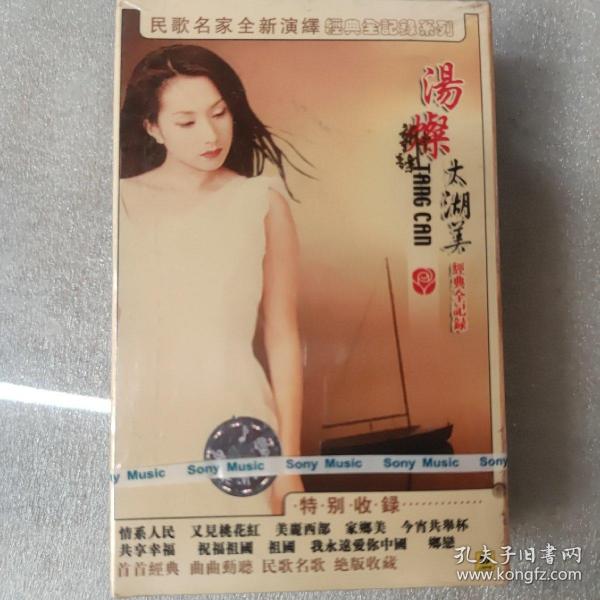 民歌名家全新演繹 經典全記錄系列
湯燦
TANG CAN
太湖美
經典全記錄
Sony Music Sony Music Sony Music Sony Music Sony Music
·特·别·收·錄·
情系人民 又見桃花紅 美麗西部 家鄉美 今宵共舉杯
共享幸福 祝福祖國 祖國 我永遠愛你中國 鄉戀
首首經典 曲曲動聽 民歌名歌 絶版收藏
孔夫子旧书网
www.kongfz.com